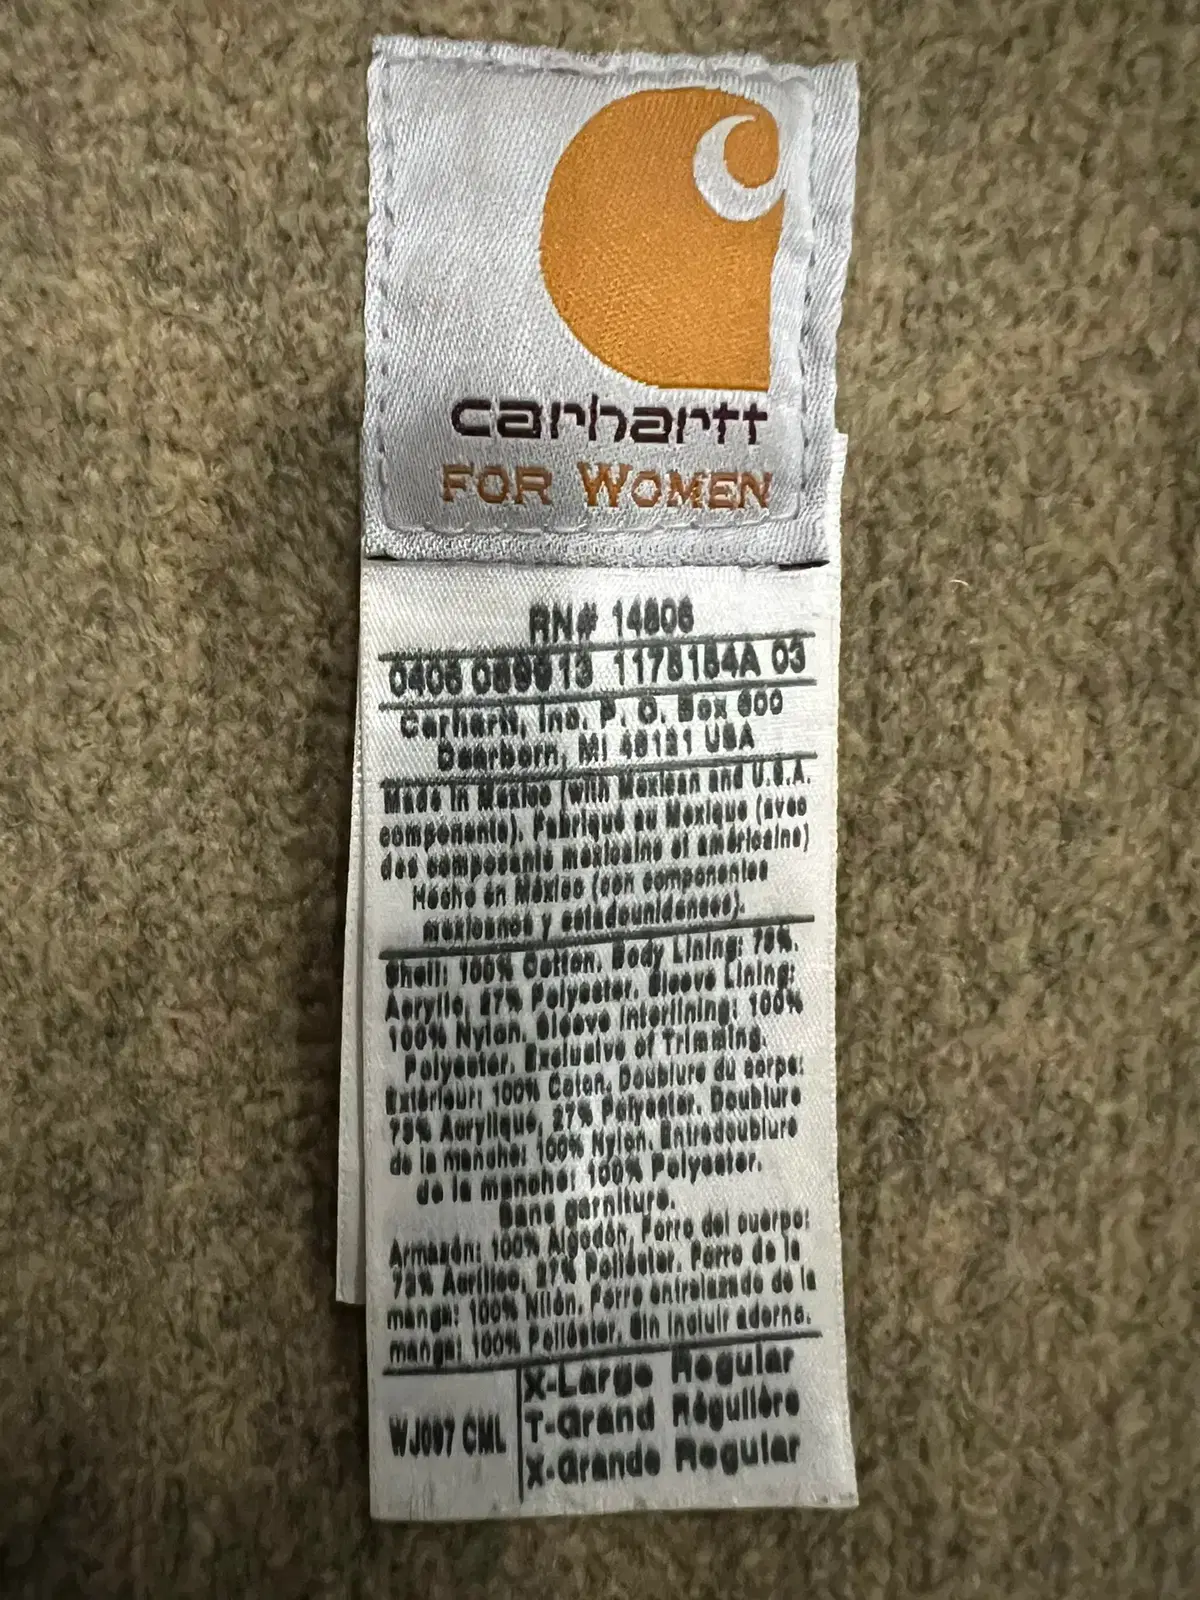 carhartt
FOR WOMEN
RN# 14806
0406 089913 1178184A 03
Carhartt, Inc. P. O. Box 600
Dearborn, MI 48121 USA
Made in Mexico (with Mexican and U.S.A.
components). Fabriqué au Mexique (avec
des composants mexicains et américains)
Hecho en México (con componentes
mexicanos y estadounidenses).
Shell: 100% Cotton. Body Lining: 73%
Acrylic, 27% Polyester. Sleeve Lining:
100% Nylon. Sleeve Interlining: 100%
Polyester. Exclusive of Trimming.
Extérieur: 100% Coton. Doublure du corps:
73% Acrylique, 27% Polyester. Doublure
de la manche: 100% Nylon. Entredoublure
de la manche: 100% Polyester.
Sans garniture.
Armazón: 100% Algodón, Forro del cuerpo:
73% Acrílico, 27% Poliéster. Forro de la
manga: 100% Nilón. Forro entrelazado de la
manga: 100% Poliéster. Sin incluir adorno.
WJ097 CML
X-Large Regular
T-Grand Régulière
X-Grande Regular